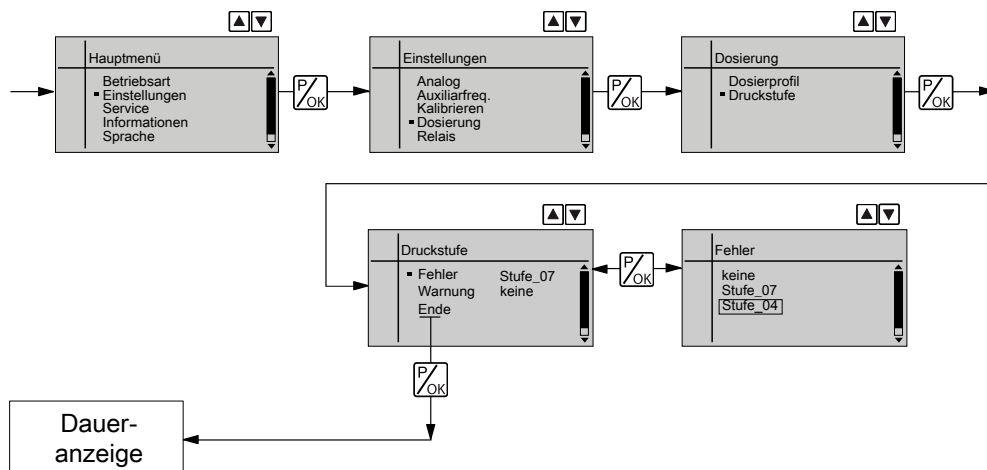 Hauptmenü
Betriebsart
Einstellungen
Service
Informationen
Sprache
P/OK
Einstellungen
Analog
Auxiliarfreq.
Kalibrieren
Dosierung
Relais
P/OK
Dosierung
Dosierprofil
Druckstufe
P/OK
Druckstufe
Fehler Stufe_07
Warnung keine
Ende
P/OK
Fehler
keine
Stufe_07
Stufe_04
P/OK
Dauer-
anzeige